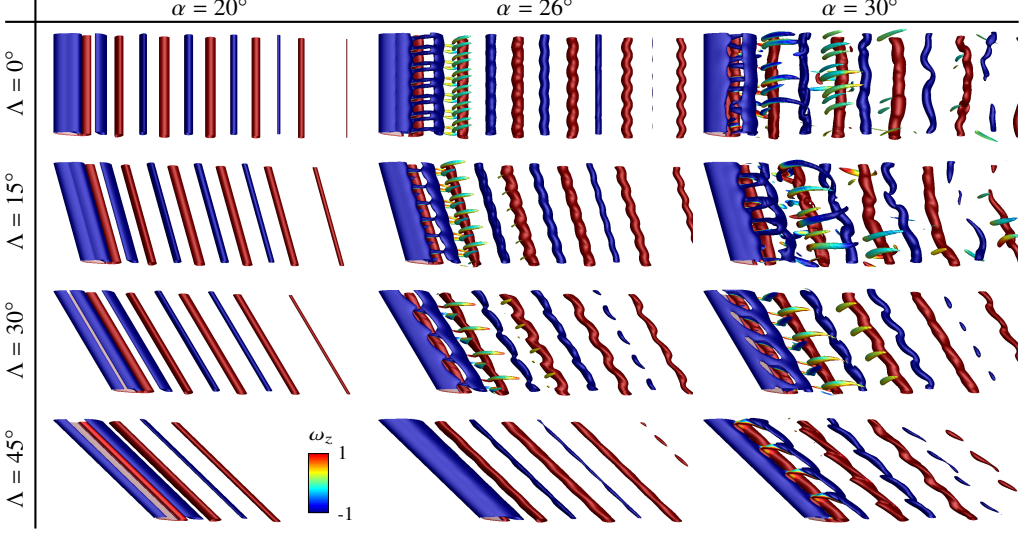 α = 20° α = 26° α = 30°
Λ = 0°
Λ = 15°
Λ = 30°
Λ = 45°
ω_z
1
-1